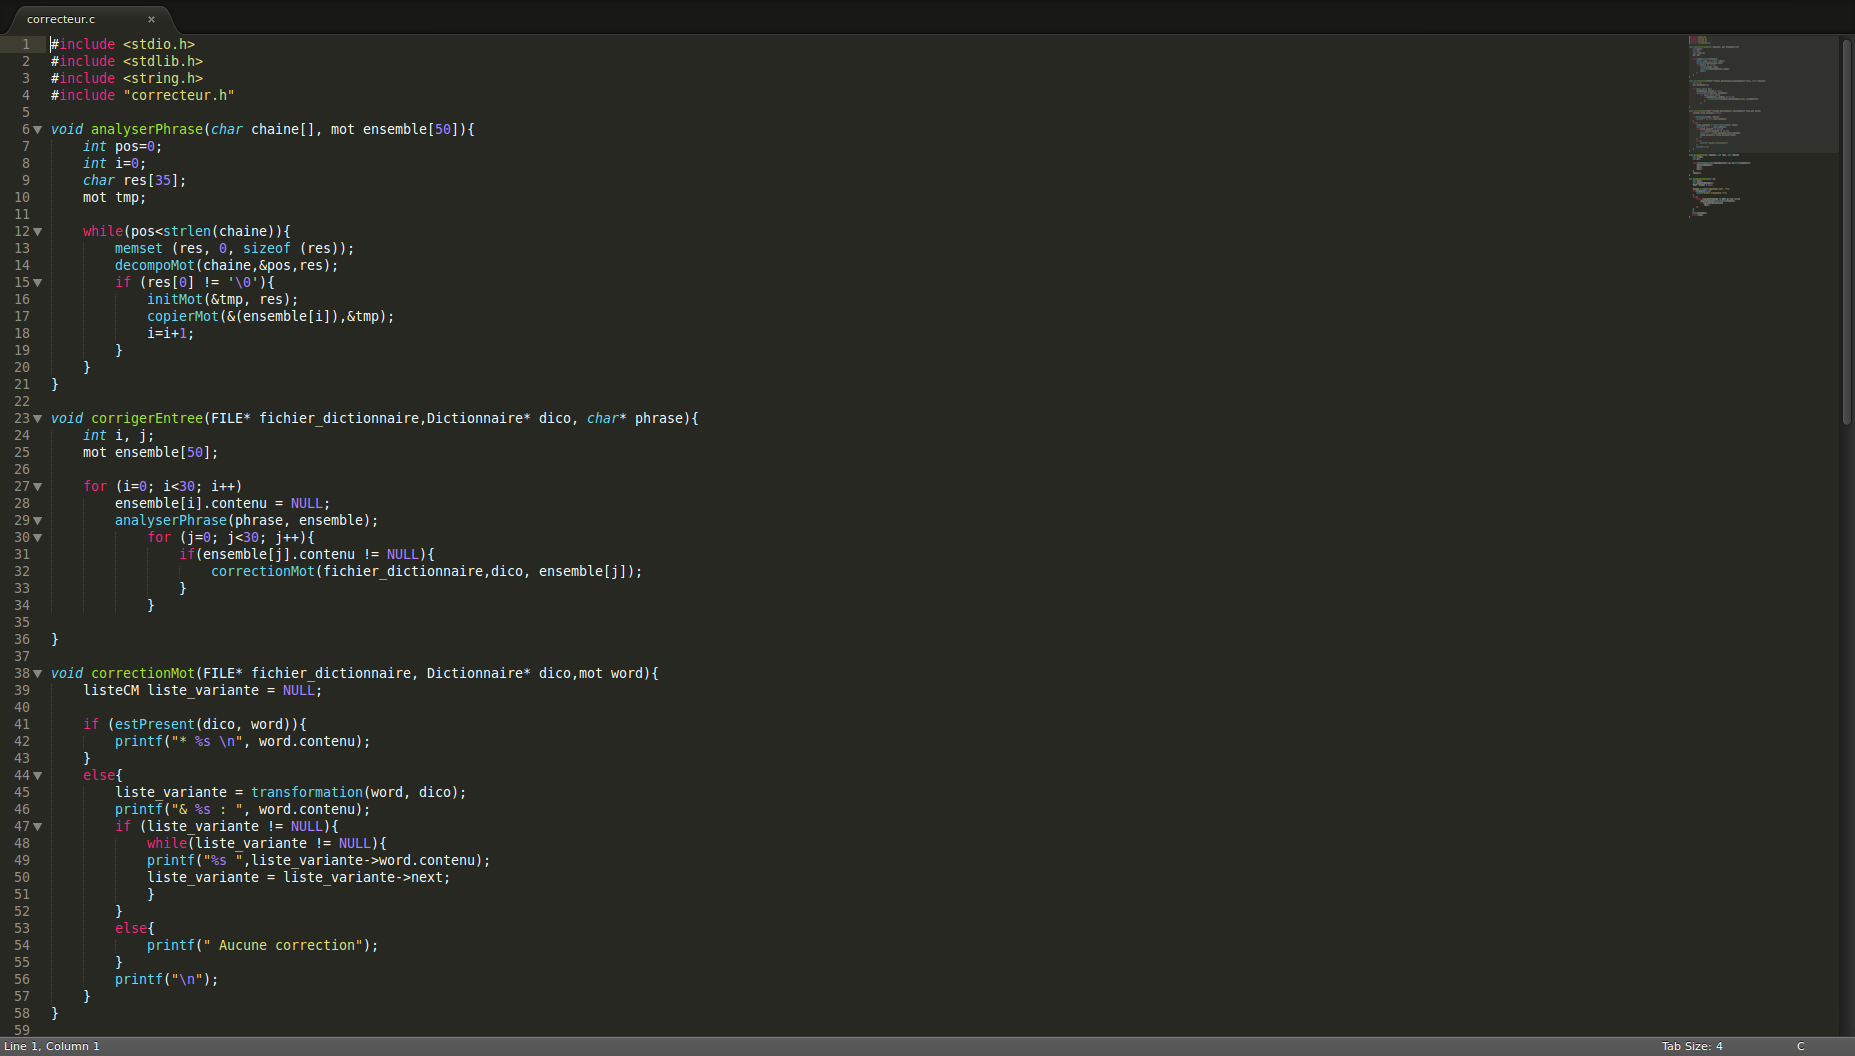 correcteur.c ×
1 #include <stdio.h>
2 #include <stdlib.h>
3 #include <string.h>
4 #include "correcteur.h"
5
6 void analyserPhrase(char chaine[], mot ensemble[50]){
7     int pos=0;
8     int i=0;
9     char res[35];
10     mot tmp;
11
12     while(pos<strlen(chaine)){
13         memset (res, 0, sizeof (res));
14         decompoMot(chaine,&pos,res);
15         if (res[0] != '\0'){
16             initMot(&tmp, res);
17             copierMot(&(ensemble[i]),&tmp);
18             i=i+1;
19         }
20     }
21 }
22
23 void corrigerEntree(FILE* fichier_dictionnaire,Dictionnaire* dico, char* phrase){
24     int i, j;
25     mot ensemble[50];
26
27     for (i=0; i<30; i++)
28         ensemble[i].contenu = NULL;
29         analyserPhrase(phrase, ensemble);
30             for (j=0; j<30; j++){
31                 if(ensemble[j].contenu != NULL){
32                     correctionMot(fichier_dictionnaire,dico, ensemble[j]);
33                 }
34             }
35
36 }
37
38 void correctionMot(FILE* fichier_dictionnaire, Dictionnaire* dico,mot word){
39     listeCM liste_variante = NULL;
40
41     if (estPresent(dico, word)){
42         printf("* %s \n", word.contenu);
43     }
44     else{
45         liste_variante = transformation(word, dico);
46         printf("& %s : ", word.contenu);
47         if (liste_variante != NULL){
48             while(liste_variante != NULL){
49             printf("%s ",liste_variante->word.contenu);
50             liste_variante = liste_variante->next;
51             }
52         }
53         else{
54             printf(" Aucune correction");
55         }
56         printf("\n");
57     }
58 }
59
Line 1, Column 1 Tab Size: 4 C